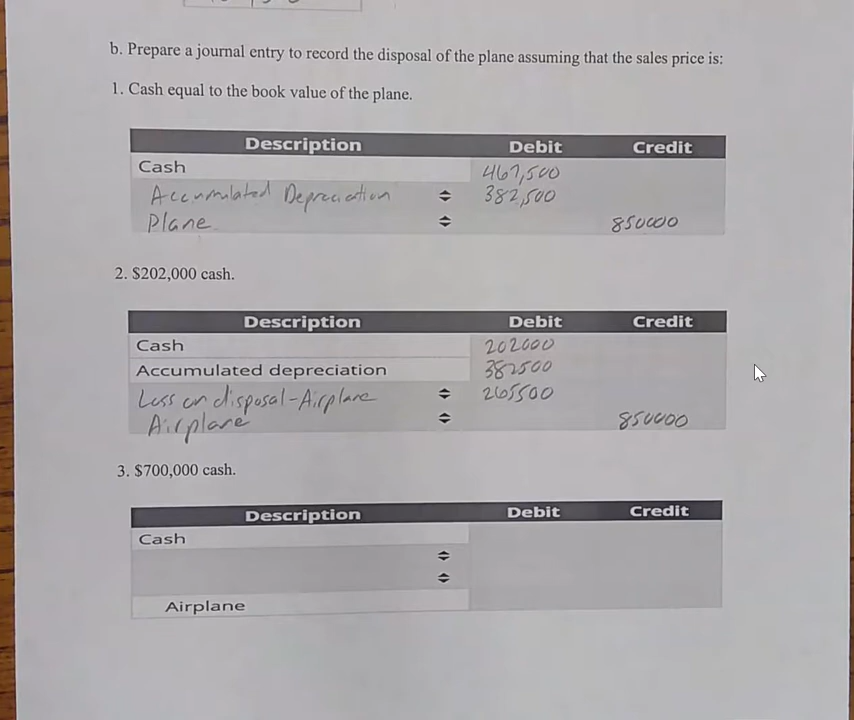 b. Prepare a journal entry to record the disposal of the plane assuming that the sales price is:
1. Cash equal to the book value of the plane.
Description Debit Credit
Cash 467,500
Accumulated Depreciation 382,500
Plane 850000
2. $202,000 cash.
Description Debit Credit
Cash 202000
Accumulated depreciation 382500
Loss on disposal-Airplane 265500
Airplane 850000
3. $700,000 cash.
Description Debit Credit
Cash
Airplane